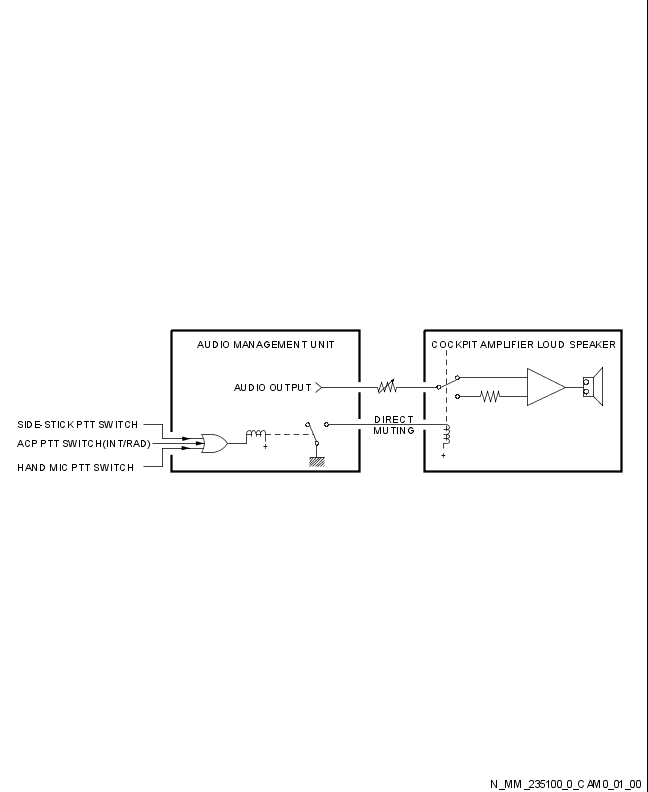 AUDIO MANAGEMENT UNIT
COCKPIT AMPLIFIER LOUD SPEAKER
AUDIO OUTPUT
DIRECT
MUTING
SIDE-STICK PTT SWITCH
ACP PTT SWITCH(INT/RAD)
HAND MIC PTT SWITCH
+
+
N_MM_235100_0_CAM0_01_00